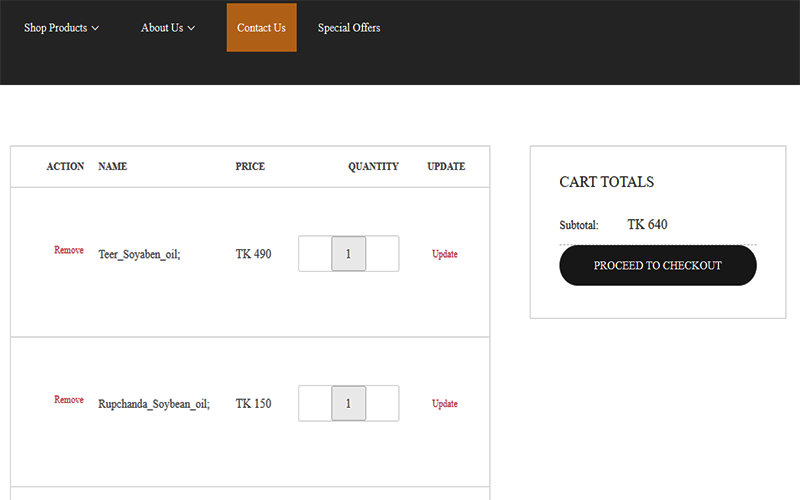 Shop Products About Us Contact Us Special Offers
ACTION NAME PRICE QUANTITY UPDATE
Remove Teer_Soyaben_oil; TK 490 1 Update
Rupchanda_Soybean_oil; TK 150 1 Update
Remove
CART TOTALS
Subtotal: TK 640
PROCEED TO CHECKOUT